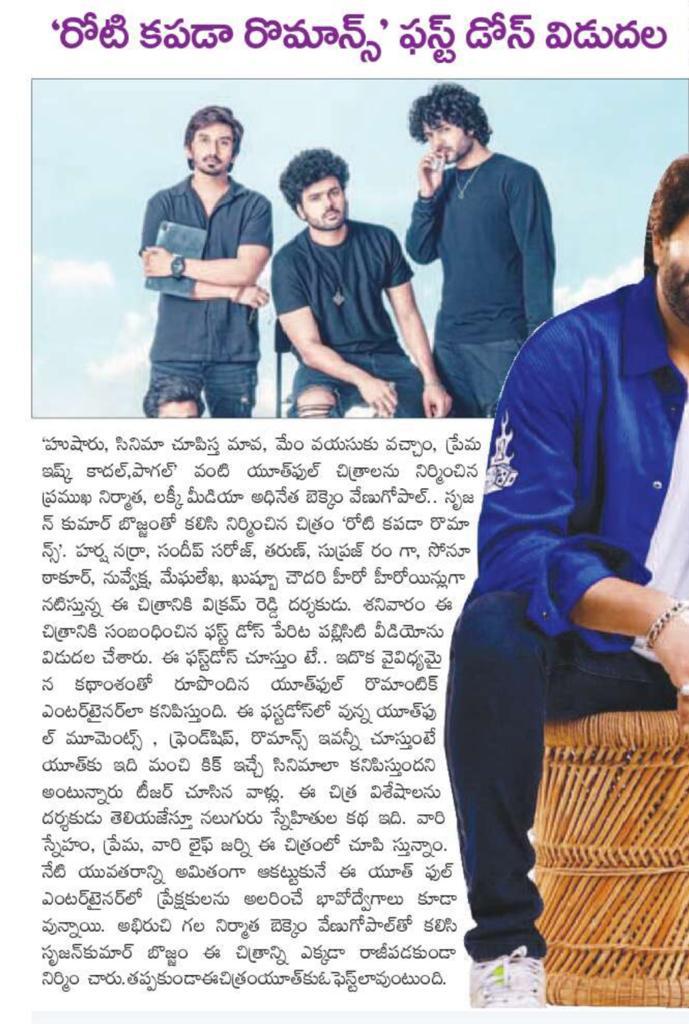 ‘రోటి కపడా రొమాన్స్’ ఫస్ట్ డోస్ విడుదల
‘హుషారు, సినిమా చూపిస్త మావ, మేం వయసుకు వచ్చాం, ప్రేమ
ఇష్క్ కాదల్,పాగల్’ వంటి యూత్‌ఫుల్ చిత్రాలను నిర్మించిన
ప్రముఖ నిర్మాత, లక్కీ మీడియా అధినేత బెక్కెం వేణుగోపాల్.. సృజ
న్ కుమార్ బొజ్జంతో కలిసి నిర్మించిన చిత్రం ‘రోటి కపడా రొమా
న్స్’. హర్ష నర్రా, సందీప్ సరోజ్, తరుణ్, సుప్రజ్ రం గా, సోనూ
ఠాకూర్, నువ్వేక్ష, మేఘలేఖ, ఖుష్బూ చౌదరి హీరో హీరోయిన్లుగా
నటిస్తున్న ఈ చిత్రానికి విక్రమ్ రెడ్డి దర్శకుడు. శనివారం ఈ
చిత్రానికి సంబంధించిన ఫస్ట్ డోస్ పేరిట పబ్లిసిటి వీడియోను
విడుదల చేశారు. ఈ ఫస్ట్‌డోస్ చూస్తుం టే.. ఇదొక వైవిధ్యమై
న కథాంశంతో రూపొందిన యూత్‌ఫుల్ రొమాంటిక్
ఎంటర్‌టైనర్‌లా కనిపిస్తుంది. ఈ ఫస్టడోస్‌లో వున్న యూత్‌ఫు
ల్ మూమెంట్స్ , ఫ్రెండ్‌షిప్, రొమాన్స్ ఇవన్నీ చూస్తుంటే
యూత్‌కు ఇది మంచి కిక్ ఇచ్చే సినిమాలా కనిపిస్తుందని
అంటున్నారు టీజర్ చూసిన వాళ్లు. ఈ చిత్ర విశేషాలను
దర్శకుడు తెలియజేస్తూ నలుగురు స్నేహితుల కథ ఇది. వారి
స్నేహం, ప్రేమ, వారి లైఫ్ జర్ని ఈ చిత్రంలో చూపి స్తున్నాం.
నేటి యువతరాన్ని అమితంగా ఆకట్టుకునే ఈ యూత్ ఫుల్
ఎంటర్‌టైనర్‌లో ప్రేక్షకులను అలరించే భావోద్వేగాలు కూడా
వున్నాయి. అభిరుచి గల నిర్మాత బెక్కెం వేణుగోపాల్‌తో కలిసి
సృజన్‌కుమార్ బొజ్జం ఈ చిత్రాన్ని ఎక్కడా రాజీపడకుండా
నిర్మిం చారు.తప్పకుండాఈచిత్రంయూత్‌కుఓఫెస్ట్‌లావుంటుంది.